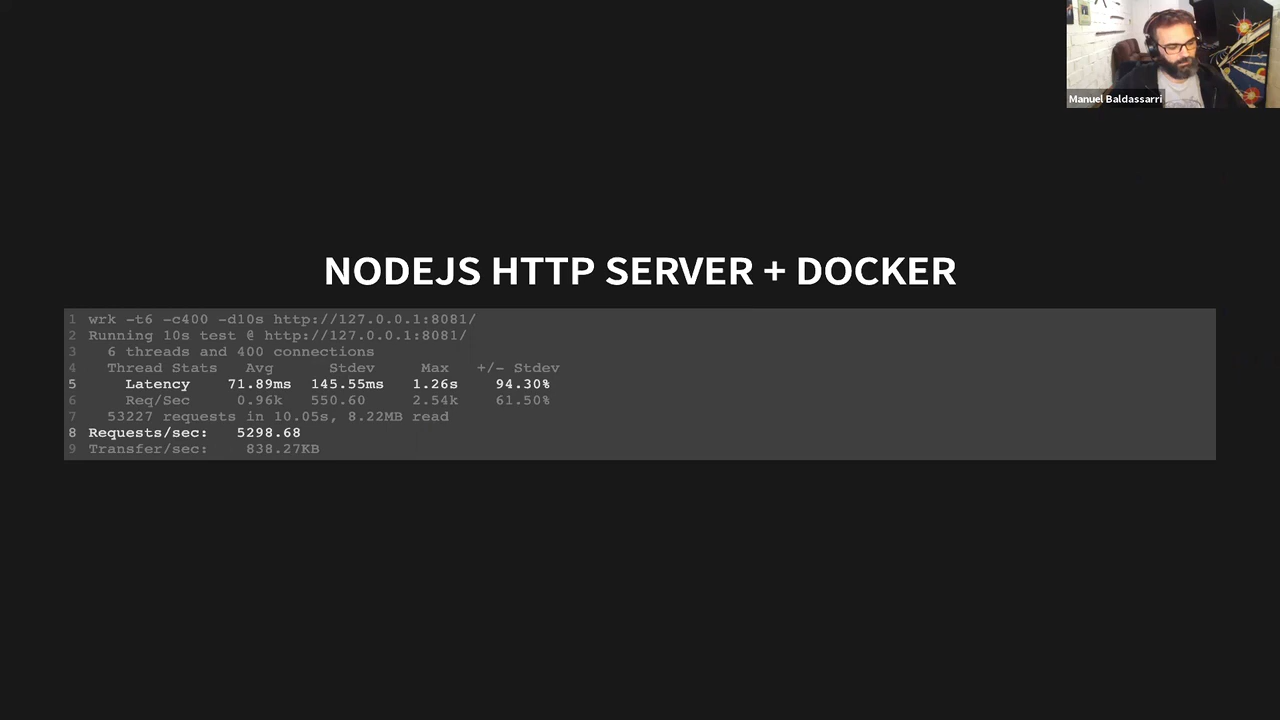 Manuel Baldassarri
NODEJS HTTP SERVER + DOCKER
1 wrk -t6 -c400 -d10s http://127.0.0.1:8081/
2 Running 10s test @ http://127.0.0.1:8081/
3 6 threads and 400 connections
4 Thread Stats Avg Stdev Max +/- Stdev
5 Latency 71.89ms 145.55ms 1.26s 94.30%
6 Req/Sec 0.96k 550.60 2.54k 61.50%
7 53227 requests in 10.05s, 8.22MB read
8 Requests/sec: 5298.68
9 Transfer/sec: 838.27KB